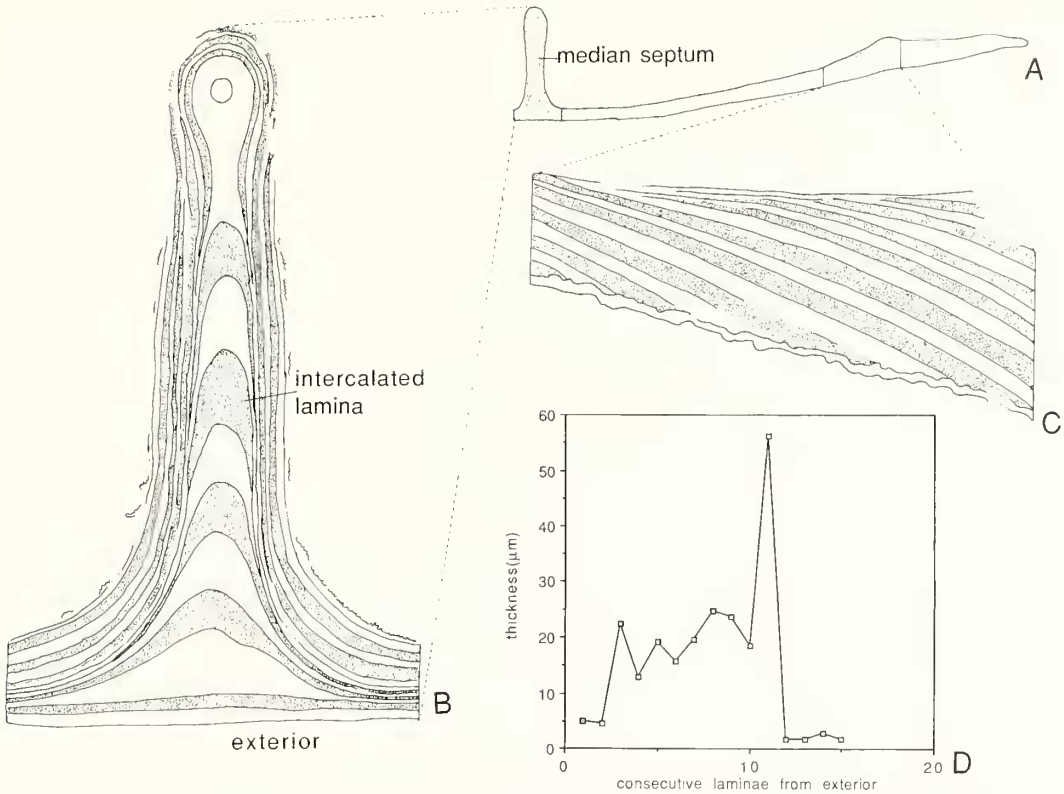 median septum
A
intercalated
lamina
B
exterior
C
60
50
40
30
20
10
0
thickness(μm)
0
10
20
D
consecutive laminae from exterior